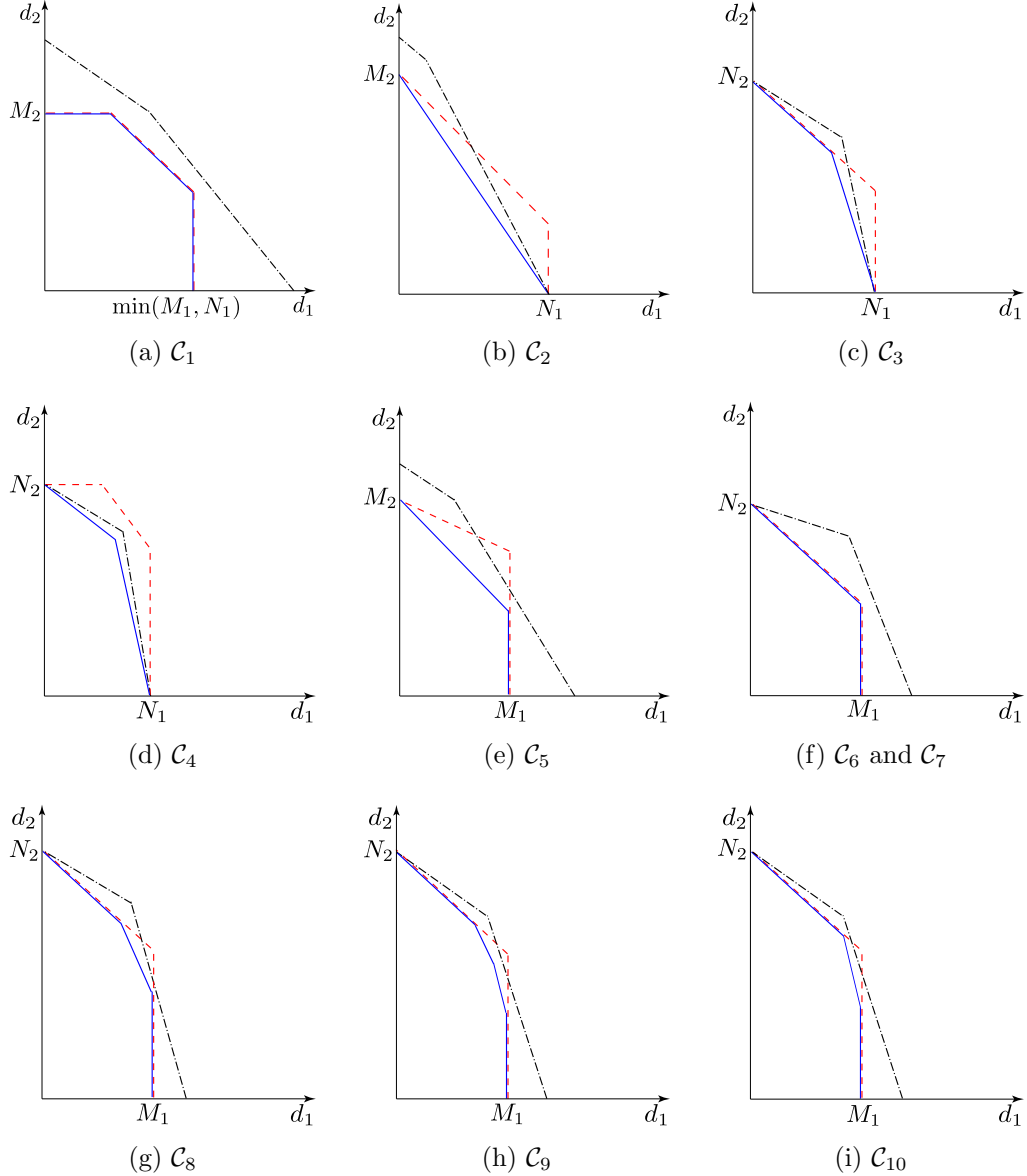 d₂
M₂
min(M₁, N₁)
d₁
(a) 𝒞₁
d₂
M₂
N₁
d₁
(b) 𝒞₂
d₂
N₂
N₁
d₁
(c) 𝒞₃
d₂
N₂
N₁
d₁
(d) 𝒞₄
d₂
M₂
M₁
d₁
(e) 𝒞₅
d₂
N₂
M₁
d₁
(f) 𝒞₆ and 𝒞₇
d₂
N₂
M₁
d₁
(g) 𝒞₈
d₂
N₂
M₁
d₁
(h) 𝒞₉
d₂
N₂
M₁
d₁
(i) 𝒞₁₀